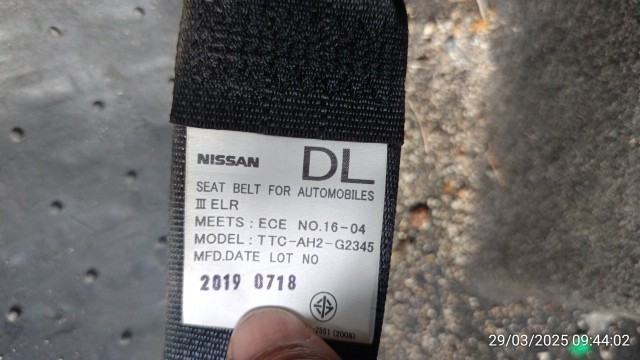 NISSAN DL
SEAT BELT FOR AUTOMOBILES
Ⅲ ELR
MEETS : ECE NO.16-04
MODEL : TTC-AH2-G2345
MFD.DATE LOT NO
2019 0718
(2008)
29/03/2025 09:44:02